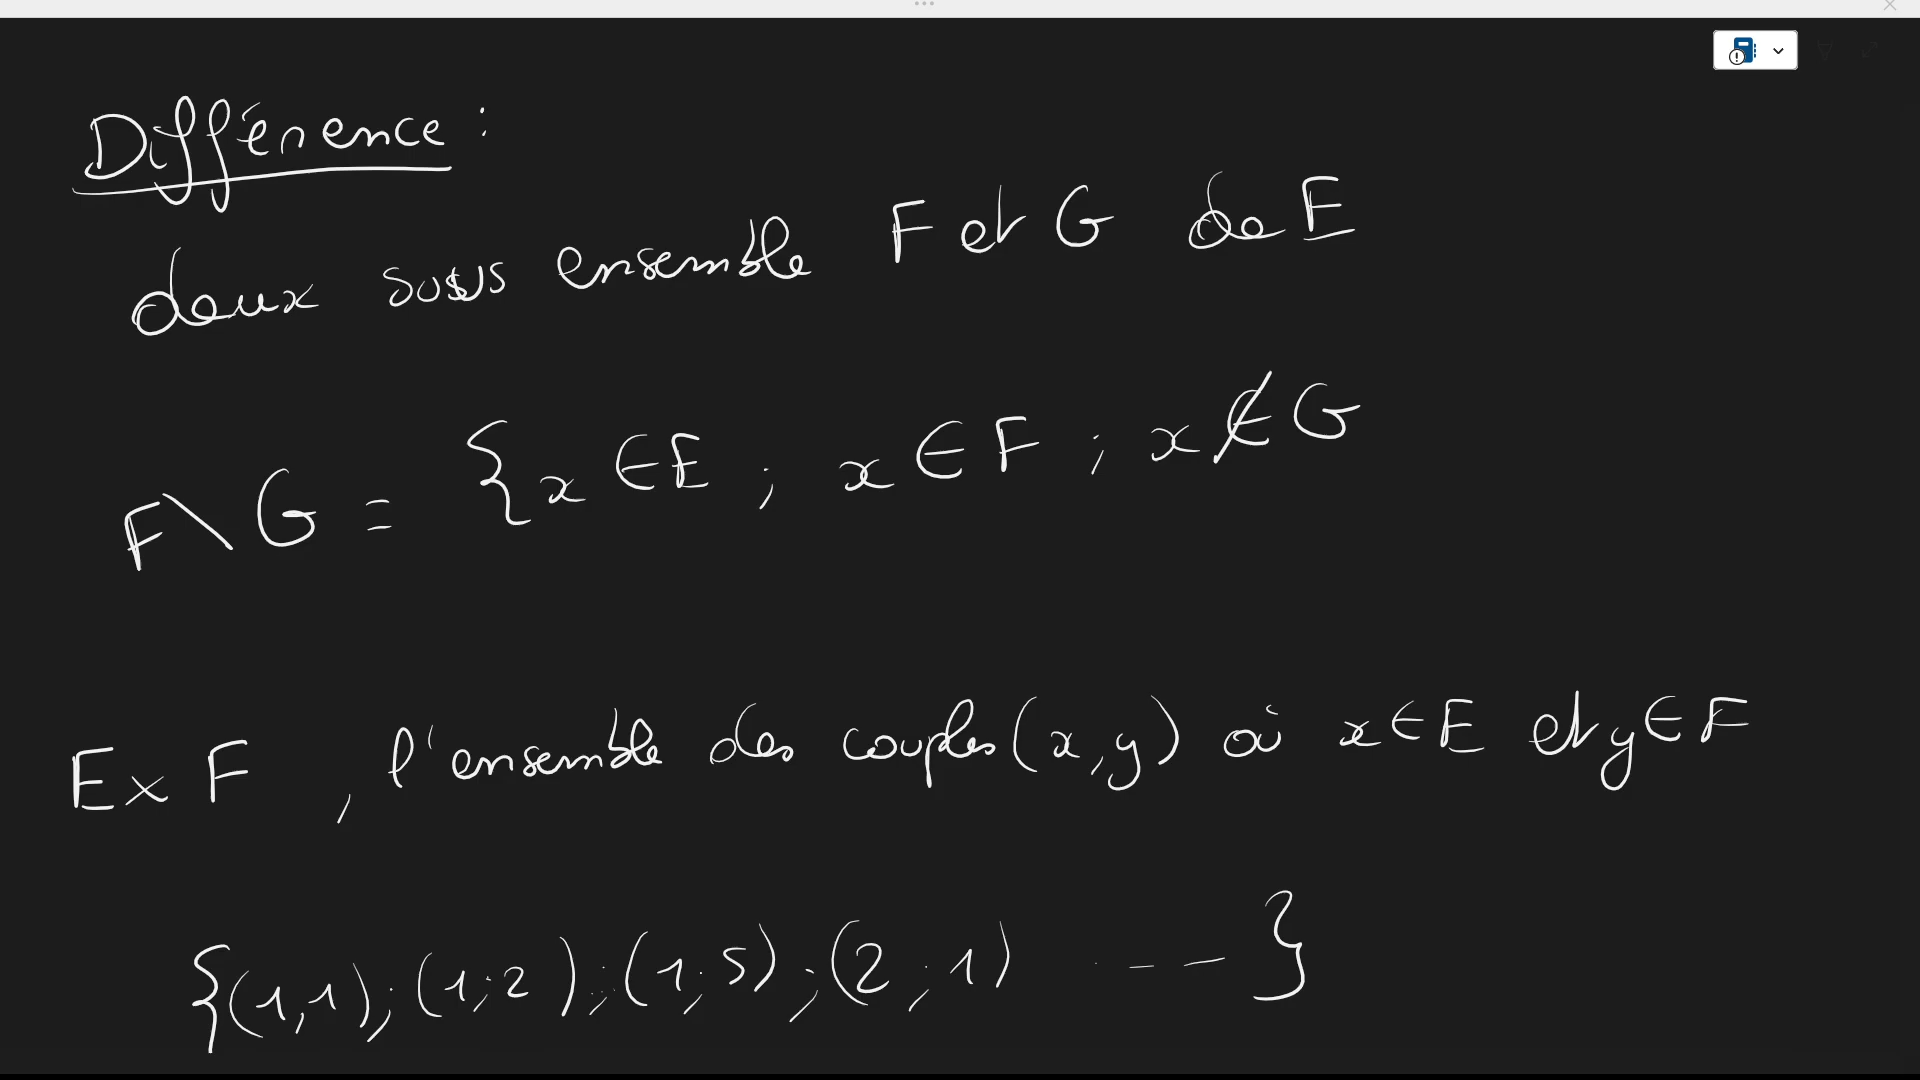 Différence :
deux sous ensemble F et G de E
F\G = {x ∈ E ; x ∈ F ; x ∉ G
E x F , l'ensemble des couples (x,y) où x ∈ E et y ∈ F
{(1,1);(1;2);(1;5);(2;1) . - - }